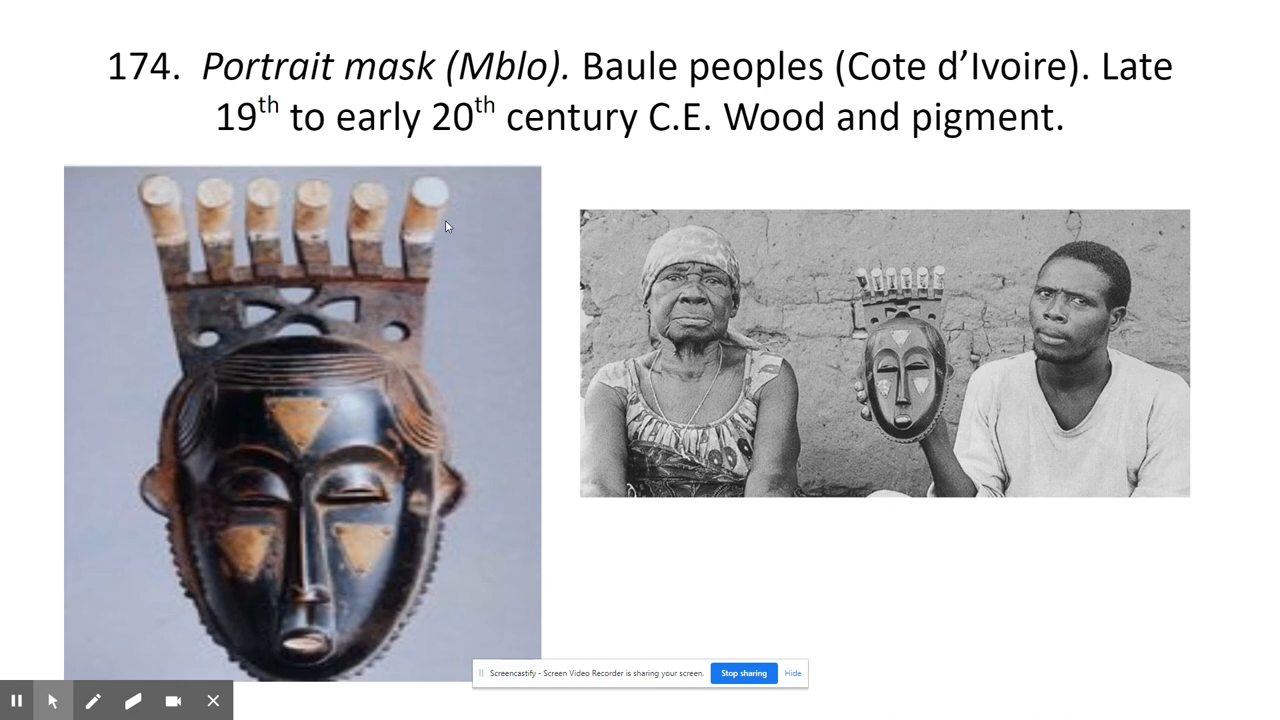 174. Portrait mask (Mblo). Baule peoples (Cote d’Ivoire). Late
19th to early 20th century C.E. Wood and pigment.
Screencastify - Screen Video Recorder is sharing your screen. Stop sharing Hide